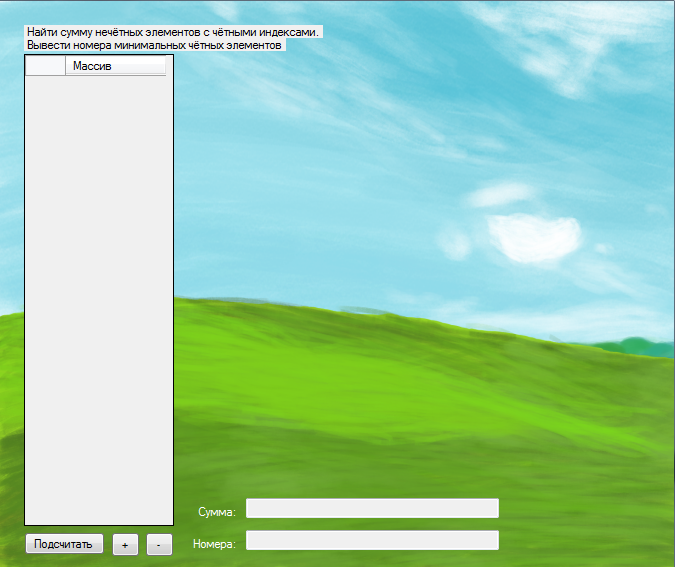 Найти сумму нечётных элементов с чётными индексами.
Вывести номера минимальных чётных элементов
Массив
Сумма:
Номера:
Подсчитать
+
-